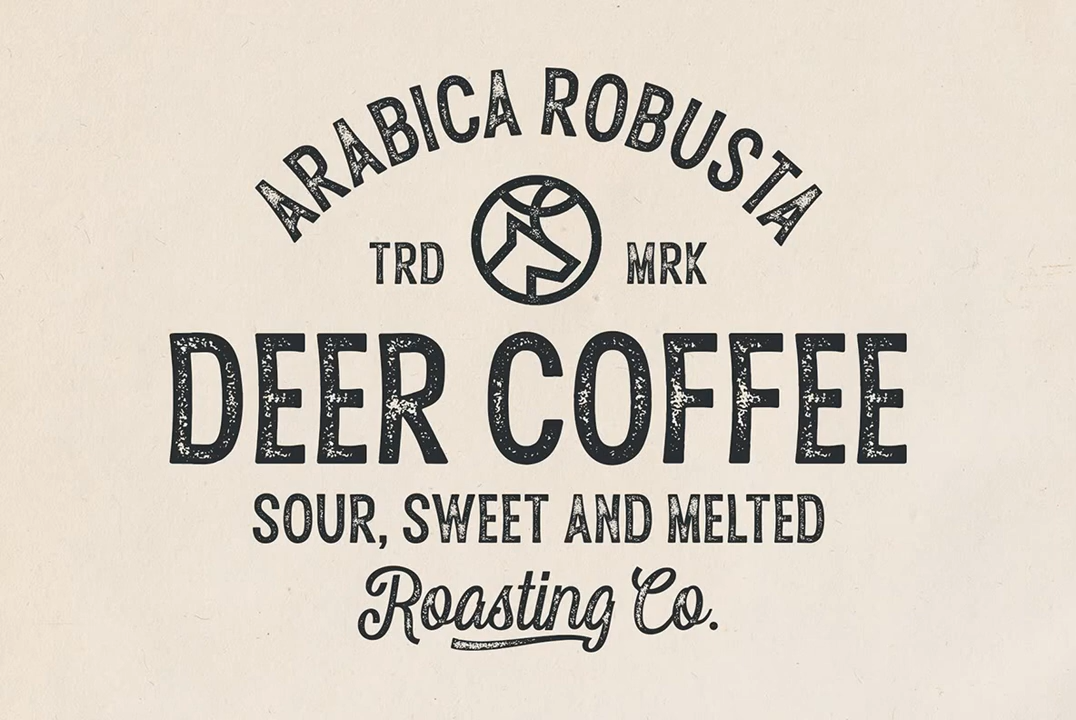 ARABICA ROBUSTA
TRD MRK
DEER COFFEE
SOUR, SWEET AND MELTED
Roasting Co.